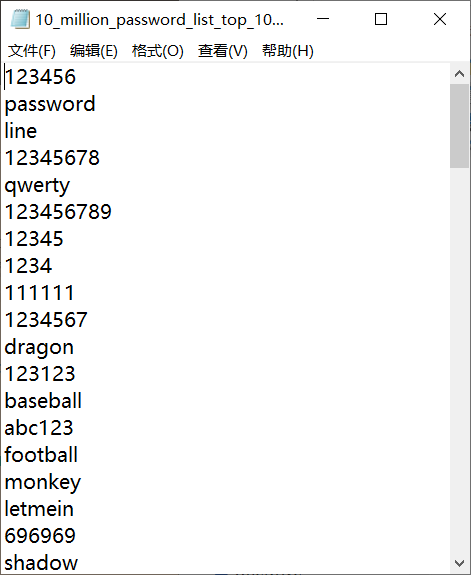 10_million_password_list_top_10...
文件(F) 编辑(E) 格式(O) 查看(V) 帮助(H)
123456
password
line
12345678
qwerty
123456789
12345
1234
111111
1234567
dragon
123123
baseball
abc123
football
monkey
letmein
696969
shadow